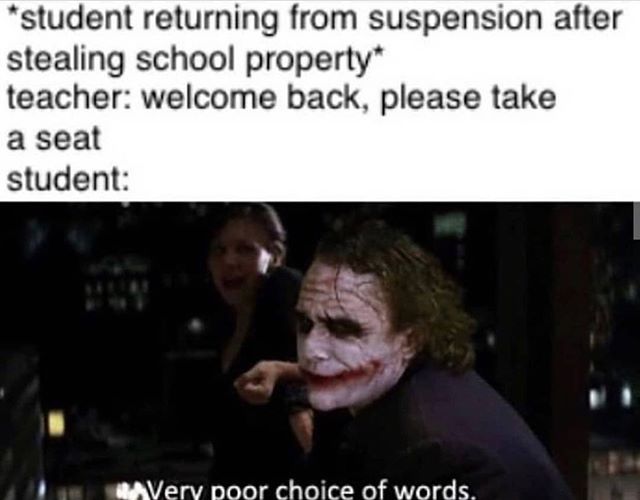 *student returning from suspension after
stealing school property*
teacher: welcome back, please take
a seat
student:
Very poor choice of words.